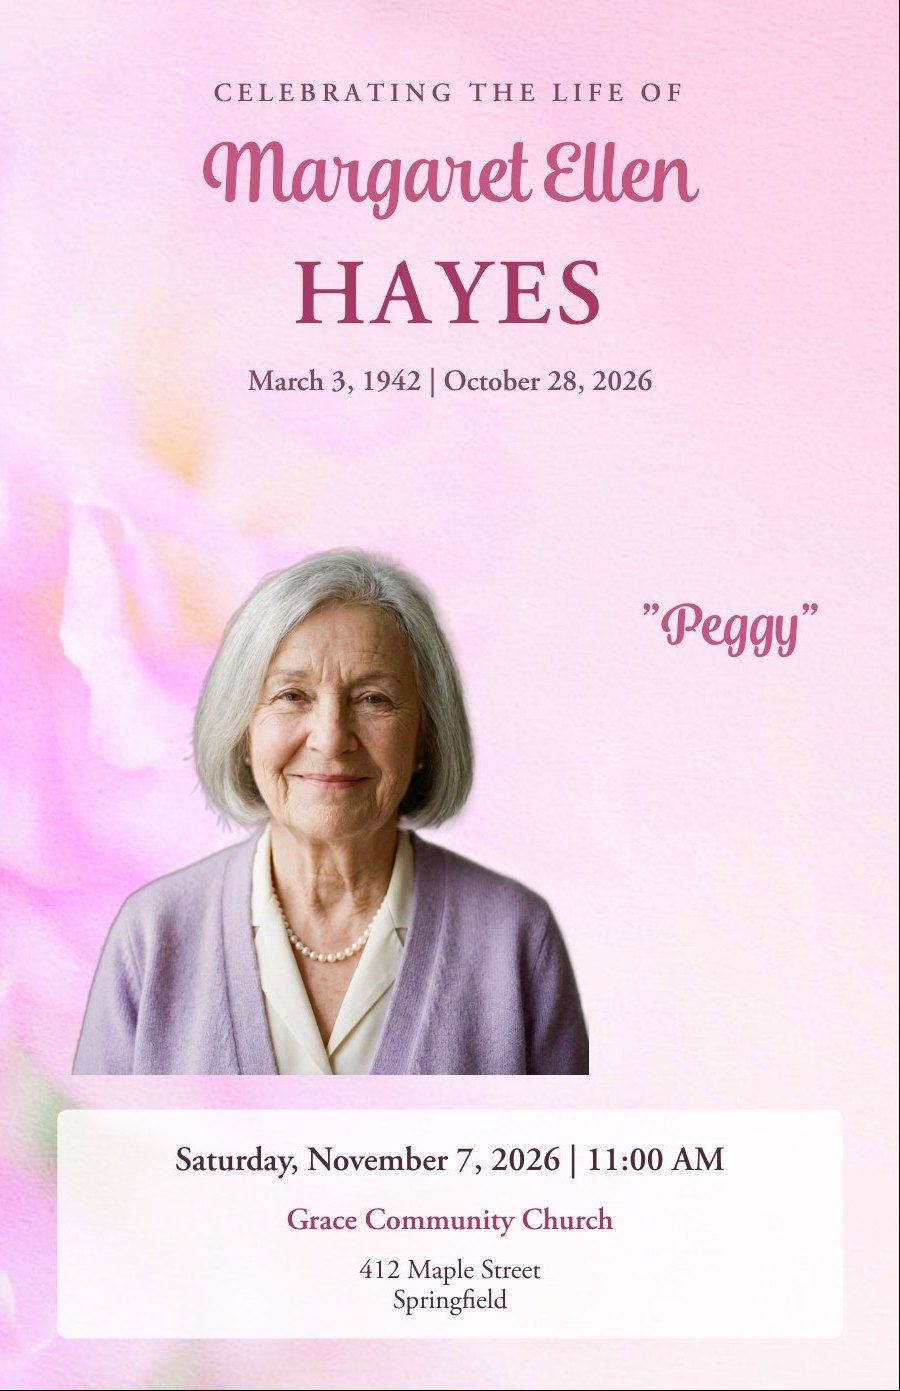 CELEBRATING THE LIFE OF
Margaret Ellen
HAYES
March 3, 1942 | October 28, 2026
”Peggy”
Saturday, November 7, 2026 | 11:00 AM
Grace Community Church
412 Maple Street
Springfield